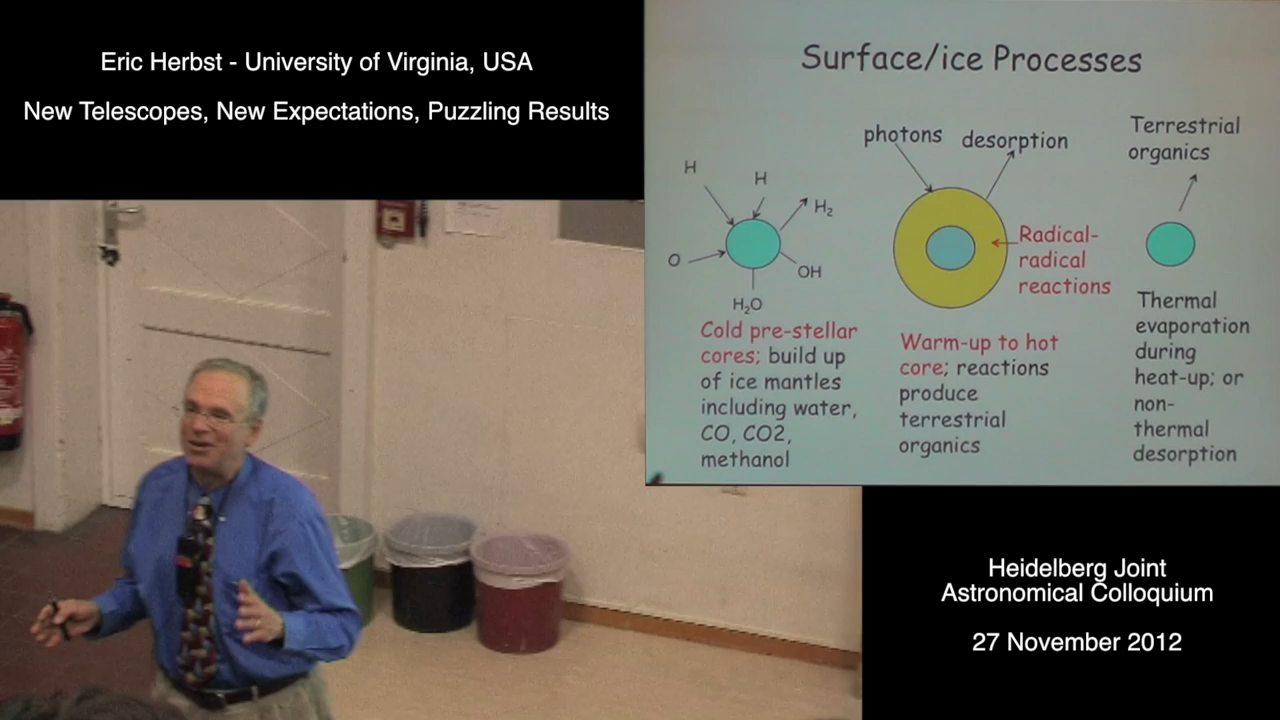 Eric Herbst - University of Virginia, USA
New Telescopes, New Expectations, Puzzling Results
Surface/ice Processes
photons
desorption
Terrestrial
organics
H
H
H₂
O
OH
H₂O
Radical-
radical
reactions
Cold pre-stellar
cores; build up
of ice mantles
including water,
CO, CO2,
methanol
Warm-up to hot
core; reactions
produce
terrestrial
organics
Thermal
evaporation
during
heat-up; or
non-
thermal
desorption
Heidelberg Joint
Astronomical Colloquium
27 November 2012